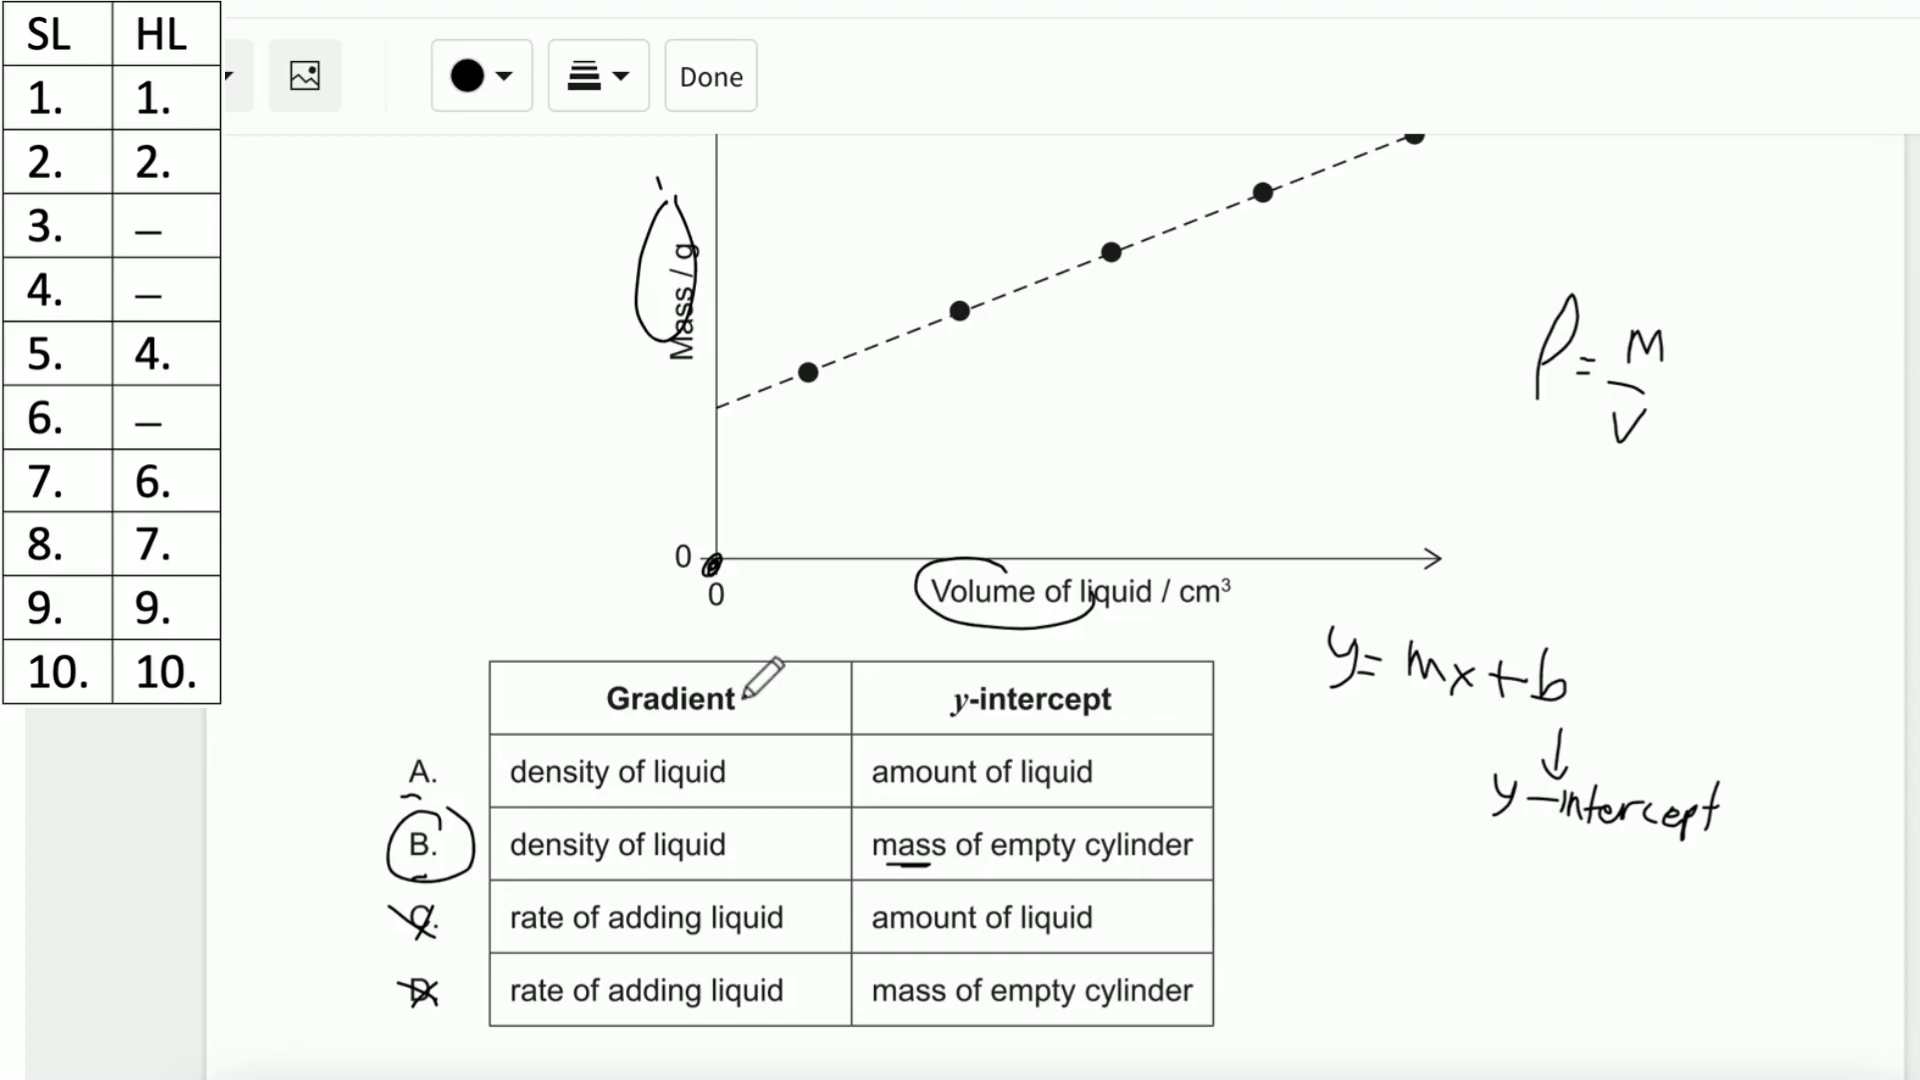 SL HL
1. 1.
2. 2.
3. –
4. –
5. 4.
6. –
7. 6.
8. 7.
9. 9.
10. 10.
Done
Mass / g
0
0
Volume of liquid / cm³
ρ = M
V
y = mx + b
y-intercept
Gradient y-intercept
A. density of liquid amount of liquid
B. density of liquid mass of empty cylinder
C. rate of adding liquid amount of liquid
D. rate of adding liquid mass of empty cylinder